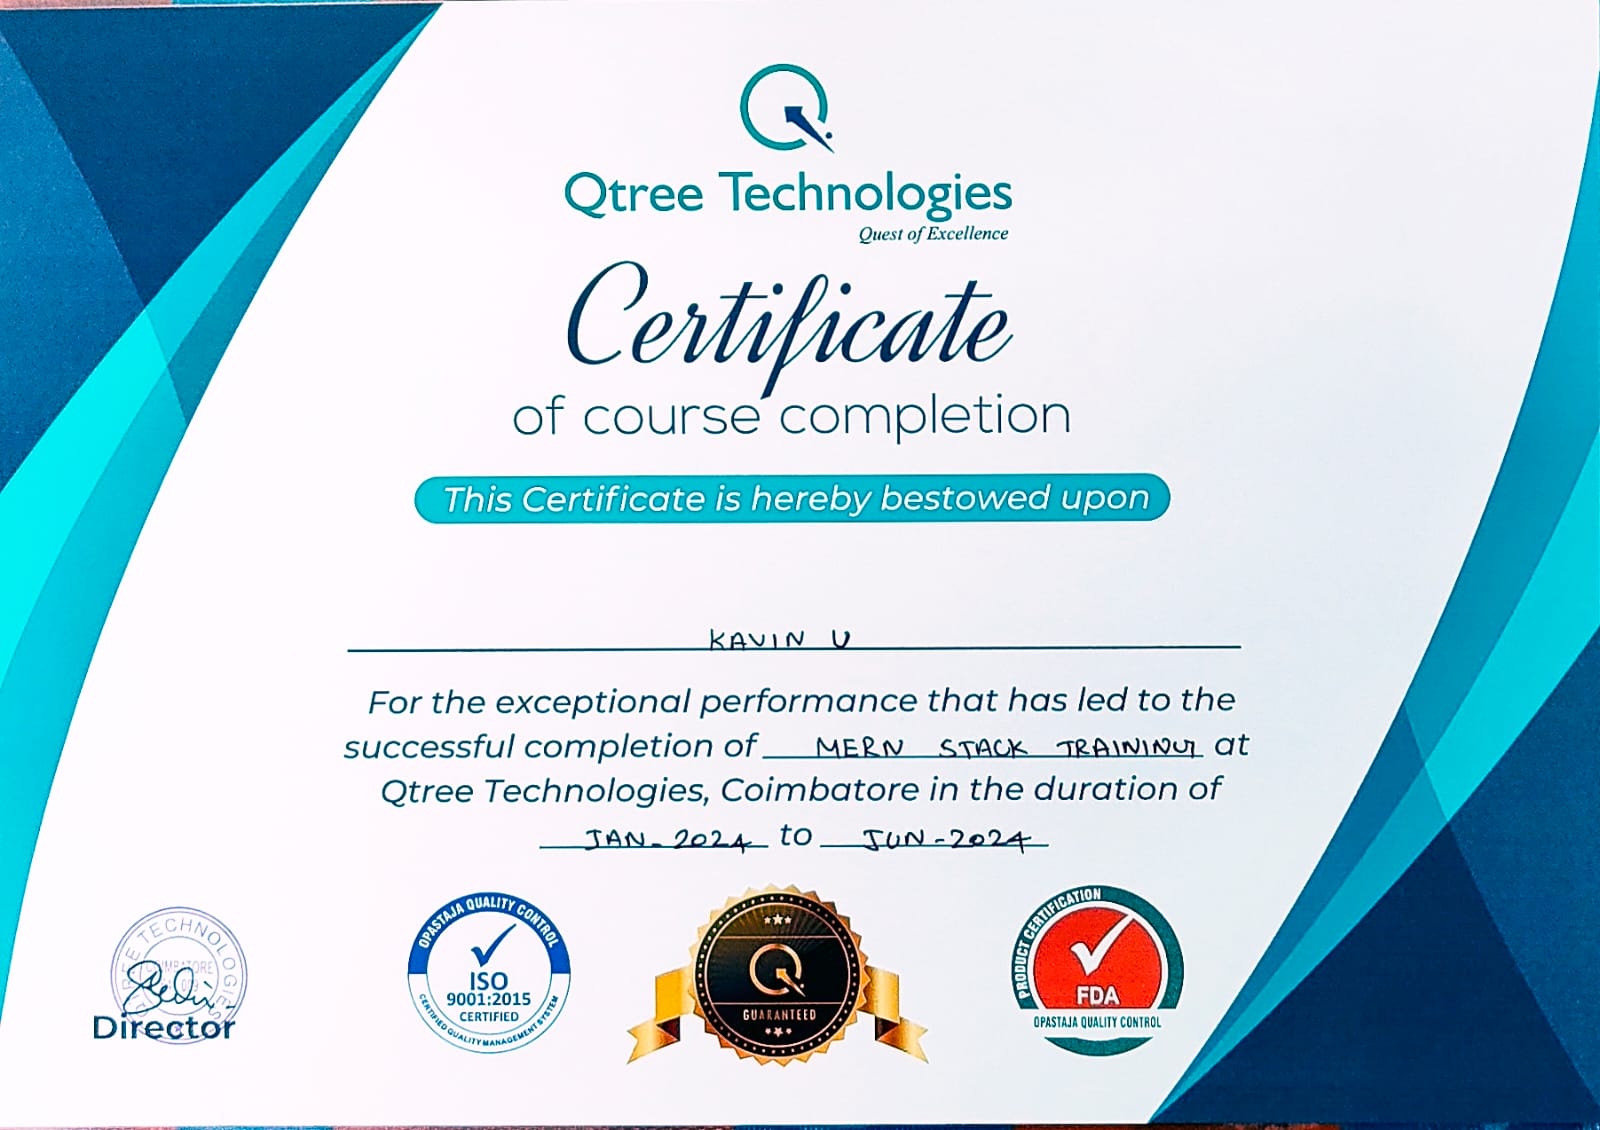 Qtree Technologies
Quest of Excellence
Certificate
of course completion
This Certificate is hereby bestowed upon
KAVIN U
For the exceptional performance that has led to the
successful completion of MERN STACK TRAINING at
Qtree Technologies, Coimbatore in the duration of
JAN-2024 to JUN-2024
TECHNOLOGIES
COIMBATORE
Director
OPASTAJA QUALITY CONTROL
ISO
9001:2015
CERTIFIED
CERTIFIED QUALITY MANAGEMENT SYSTEM
GUARANTEED
PRODUCT CERTIFICATION
FDA
OPASTAJA QUALITY CONTROL